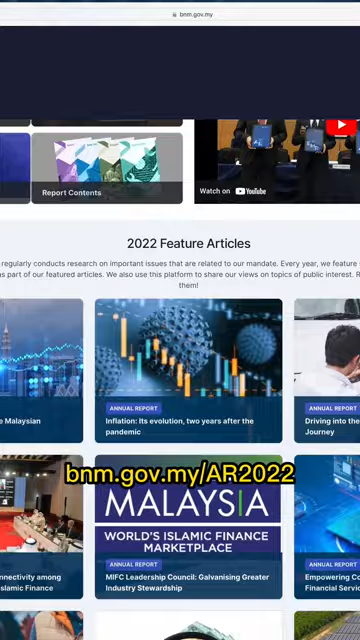 bnm.gov.my
Report Contents
Watch on YouTube
2022 Feature Articles
regularly conducts research on important issues that are related to our mandate. Every year, we feature
as part of our featured articles. We also use this platform to share our views on topics of public interest.
them!
ANNUAL REPORT
Malaysian
Inflation: Its evolution, two years after the
pandemic
ANNUAL REPORT
Driving into the
Journey
bnm.gov.my/AR2022
MALAYSIA
WORLD'S ISLAMIC FINANCE
MARKETPLACE
ANNUAL REPORT
among
Islamic Finance
MIFC Leadership Council: Galvanising Greater
Industry Stewardship
ANNUAL REPORT
Empowering
Financial